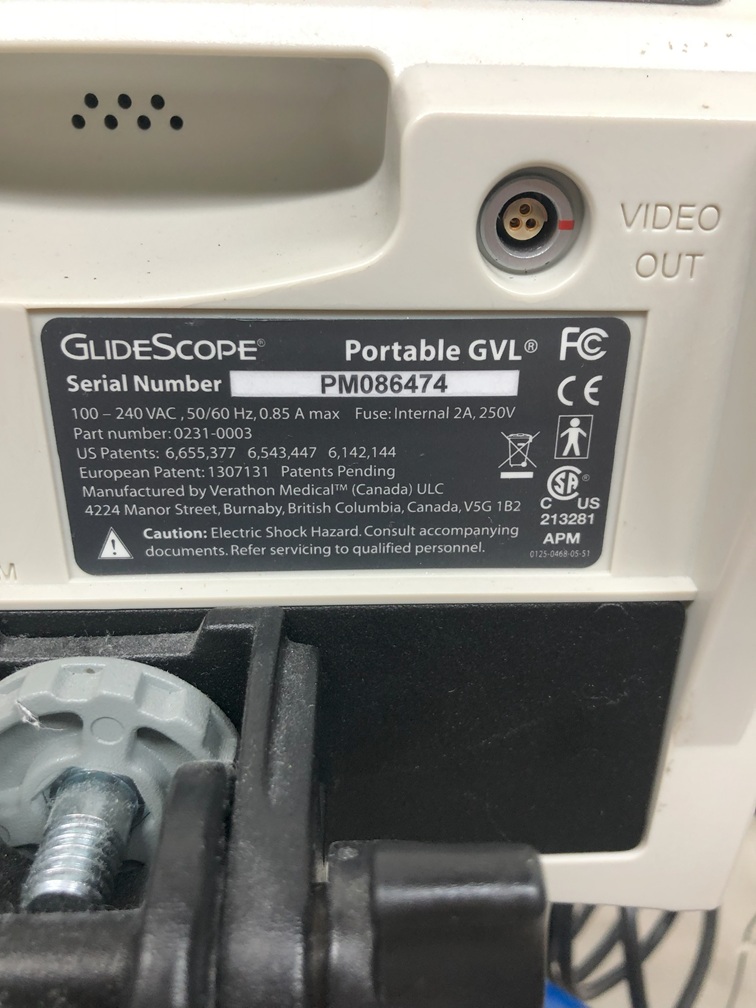 VIDEO
OUT
GLIDESCOPE® Portable GVL® FC
Serial Number PM086474 CE
100 – 240 VAC , 50/60 Hz, 0.85 A max Fuse: Internal 2A, 250V
Part number: 0231-0003
US Patents: 6,655,377 6,543,447 6,142,144
European Patent: 1307131 Patents Pending
Manufactured by Verathon Medical™ (Canada) ULC
4224 Manor Street, Burnaby, British Columbia, Canada, V5G 1B2
Caution: Electric Shock Hazard. Consult accompanying
documents. Refer servicing to qualified personnel.
SA®
C US
213281
APM
0125-0468-05-51
M